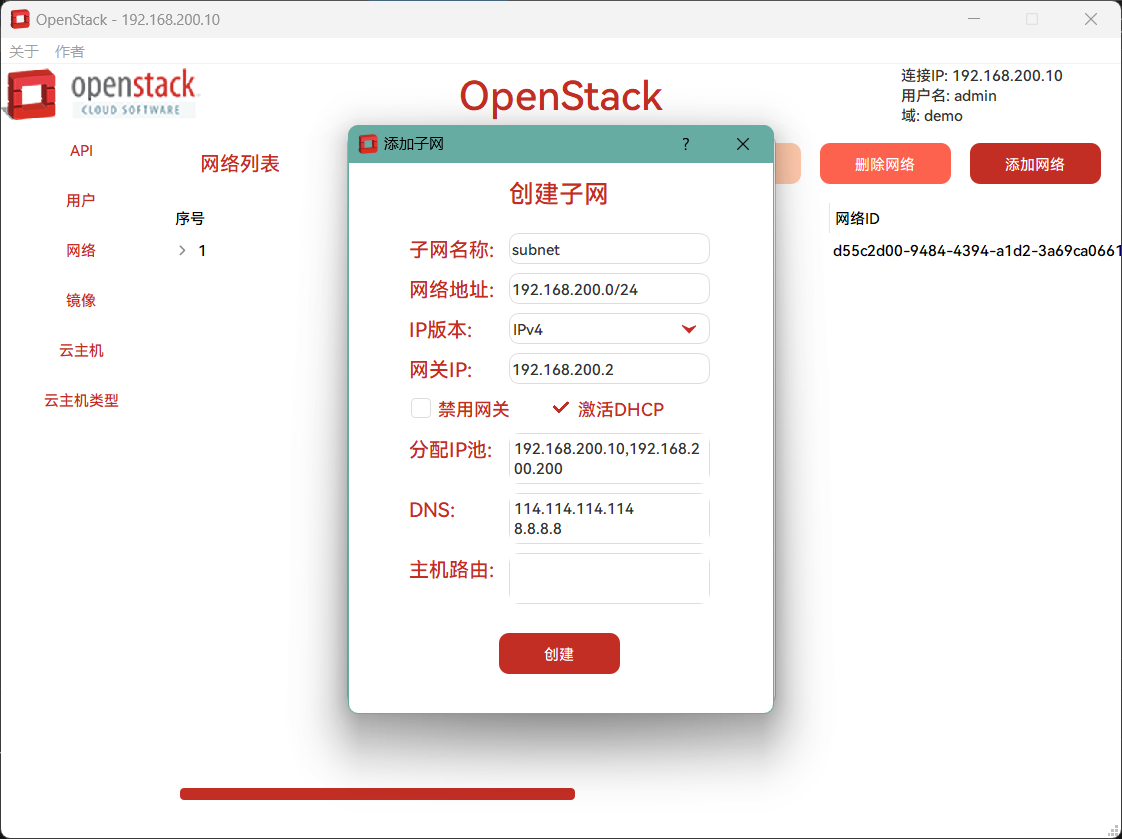 OpenStack - 192.168.200.10
关于 作者
openstack
CLOUD SOFTWARE
OpenStack
连接IP: 192.168.200.10
用户名: admin
域: demo
API
用户
网络
镜像
云主机
云主机类型
网络列表
删除网络
添加网络
序号
网络ID
1
d55c2d00-9484-4394-a1d2-3a69ca0661
添加子网
?
创建子网
子网名称: subnet
网络地址: 192.168.200.0/24
IP版本: IPv4
网关IP: 192.168.200.2
禁用网关 激活DHCP
分配IP池: 192.168.200.10,192.168.2
00.200
DNS: 114.114.114.114
8.8.8.8
主机路由:
创建